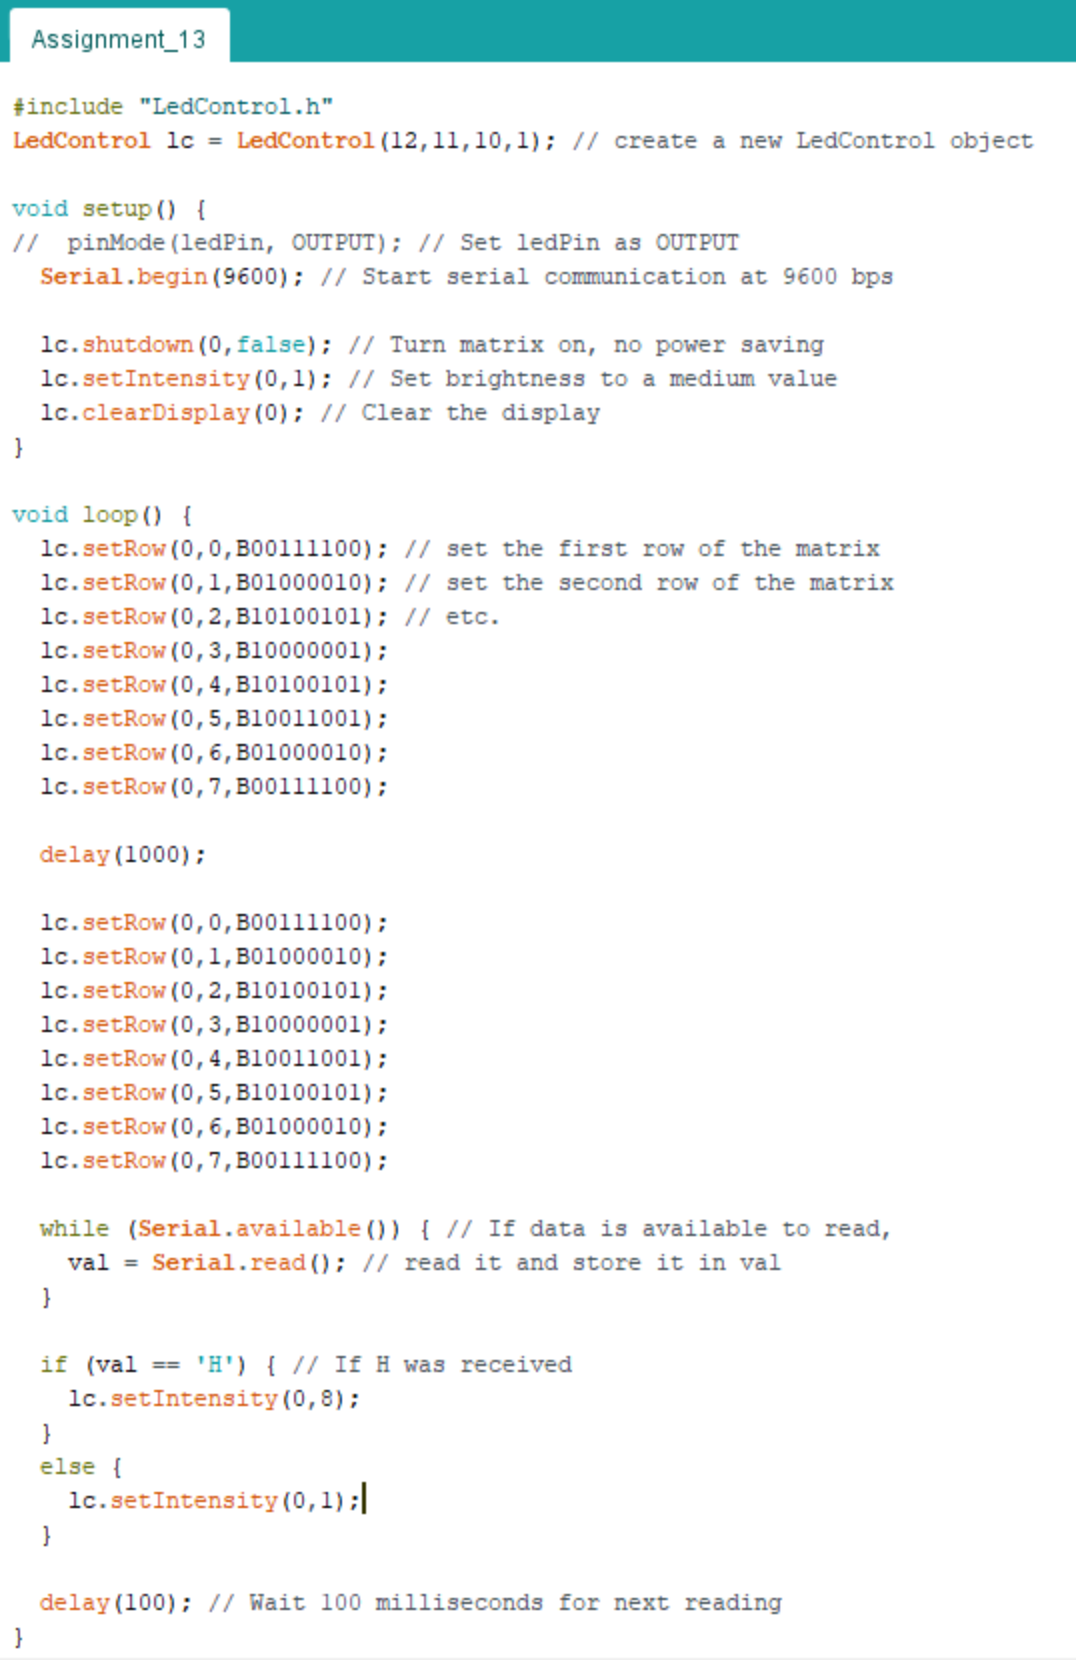 Assignment_13
#include "LedControl.h"
LedControl lc = LedControl(12,11,10,1); // create a new LedControl object
void setup() {
//  pinMode(ledPin, OUTPUT); // Set ledPin as OUTPUT
  Serial.begin(9600); // Start serial communication at 9600 bps
  lc.shutdown(0,false); // Turn matrix on, no power saving
  lc.setIntensity(0,1); // Set brightness to a medium value
  lc.clearDisplay(0); // Clear the display
}
void loop() {
  lc.setRow(0,0,B00111100); // set the first row of the matrix
  lc.setRow(0,1,B01000010); // set the second row of the matrix
  lc.setRow(0,2,B10100101); // etc.
  lc.setRow(0,3,B10000001);
  lc.setRow(0,4,B10100101);
  lc.setRow(0,5,B10011001);
  lc.setRow(0,6,B01000010);
  lc.setRow(0,7,B00111100);
  delay(1000);
  lc.setRow(0,0,B00111100);
  lc.setRow(0,1,B01000010);
  lc.setRow(0,2,B10100101);
  lc.setRow(0,3,B10000001);
  lc.setRow(0,4,B10011001);
  lc.setRow(0,5,B10100101);
  lc.setRow(0,6,B01000010);
  lc.setRow(0,7,B00111100);
  while (Serial.available()) { // If data is available to read,
    val = Serial.read(); // read it and store it in val
  }
  if (val == 'H') { // If H was received
    lc.setIntensity(0,8);
  }
  else {
    lc.setIntensity(0,1);
  }
  delay(100); // Wait 100 milliseconds for next reading
}